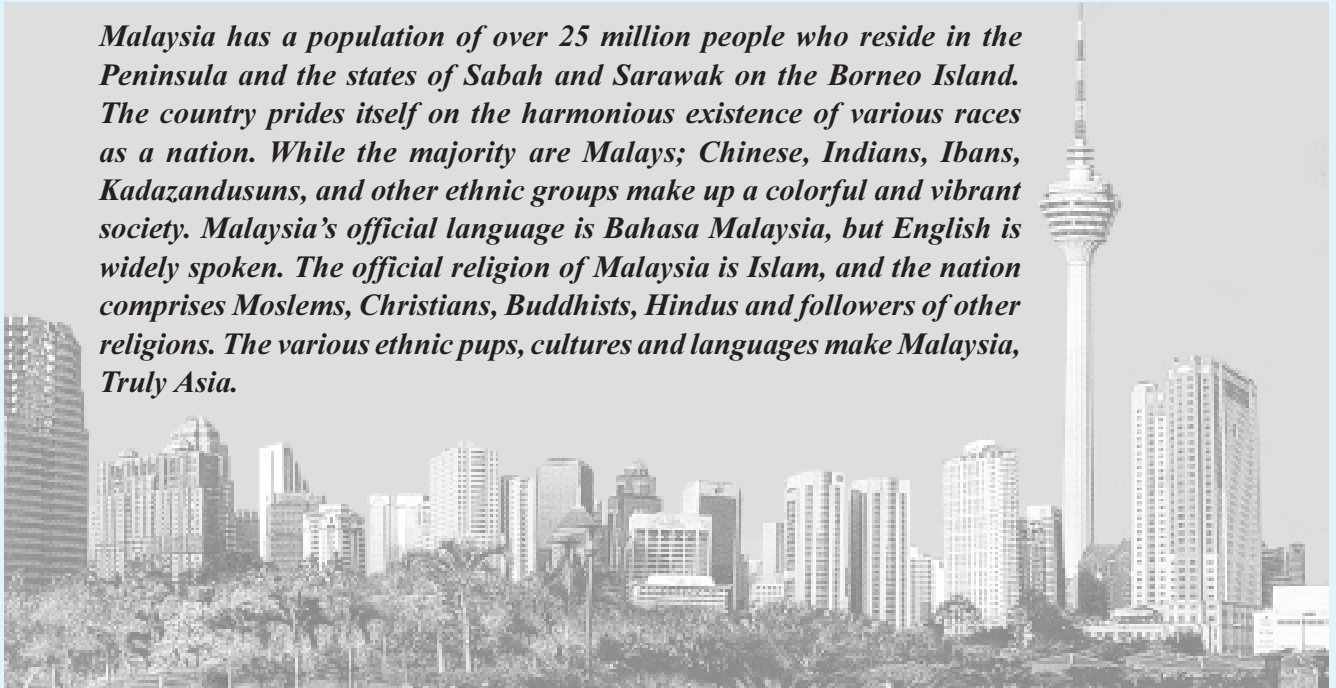 Malaysia has a population of over 25 million people who reside in the
Peninsula and the states of Sabah and Sarawak on the Borneo Island.
The country prides itself on the harmonious existence of various races
as a nation. While the majority are Malays; Chinese, Indians, Ibans,
Kadazandusuns, and other ethnic groups make up a colorful and vibrant
society. Malaysia’s official language is Bahasa Malaysia, but English is
widely spoken. The official religion of Malaysia is Islam, and the nation
comprises Moslems, Christians, Buddhists, Hindus and followers of other
religions. The various ethnic pups, cultures and languages make Malaysia,
Truly Asia.